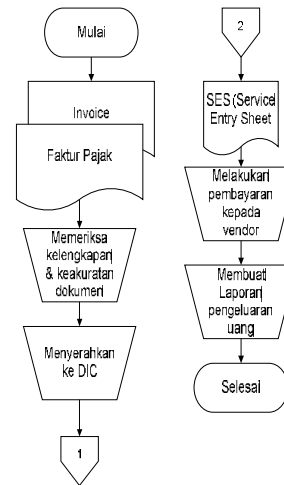 Mulai
Invoice
Faktur Pajak
Memeriksa
kelengkapan
& keakuratan
dokumen
Menyerahkan
ke DIC
1
2
SES (Service
Entry Sheet
Melakukan
pembayaran
kepada
vendor
Membuat
Laporan
pengeluaran
uang
Selesai